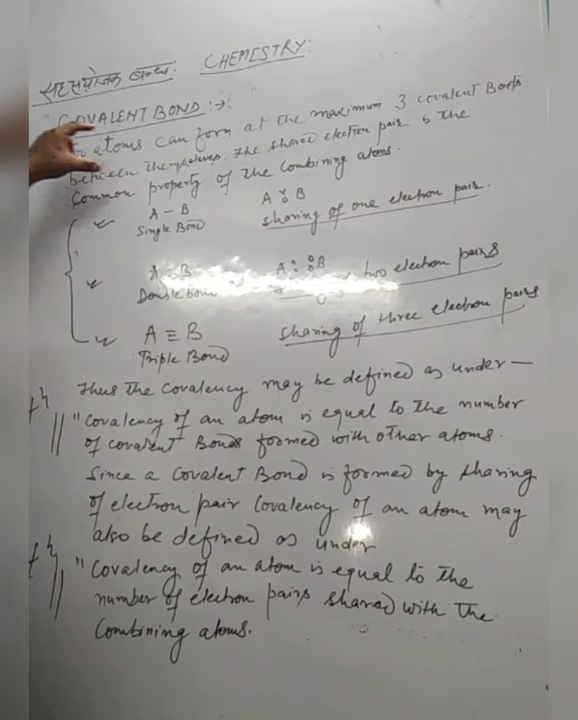 सहसंयोजक बन्ध:
CHEMISTRY:
"COVALENT BOND :→
atoms can form at the maximum 3 covalent Bonds
between themselves. The shared electron pair is the
Common property of the combining atoms.
A – B A B
Single Bond sharing of one electron pair.
A = B A B
Double bond two electron pairs
A ≡ B sharing of three electron pairs
Triple Bond
Thus the covalency may be defined as under —
"Covalency of an atom is equal to the number
of covalent Bonds formed with other atoms.
Since a covalent Bond is formed by sharing
of electron pair Covalency of an atom may
also be defined as under
"Covalency of an atom is equal to the
number of electron pairs shared with the
Combining atoms.